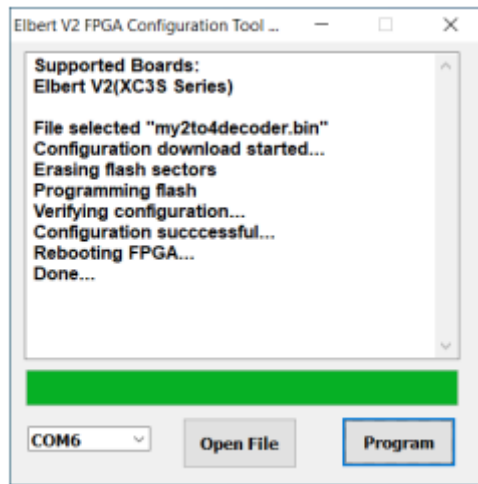 Elbert V2 FPGA Configuration Tool ...
Supported Boards:
Elbert V2(XC3S Series)
File selected "my2to4decoder.bin"
Configuration download started...
Erasing flash sectors
Programming flash
Verifying configuration...
Configuration succcessful...
Rebooting FPGA...
Done...
COM6
Open File
Program